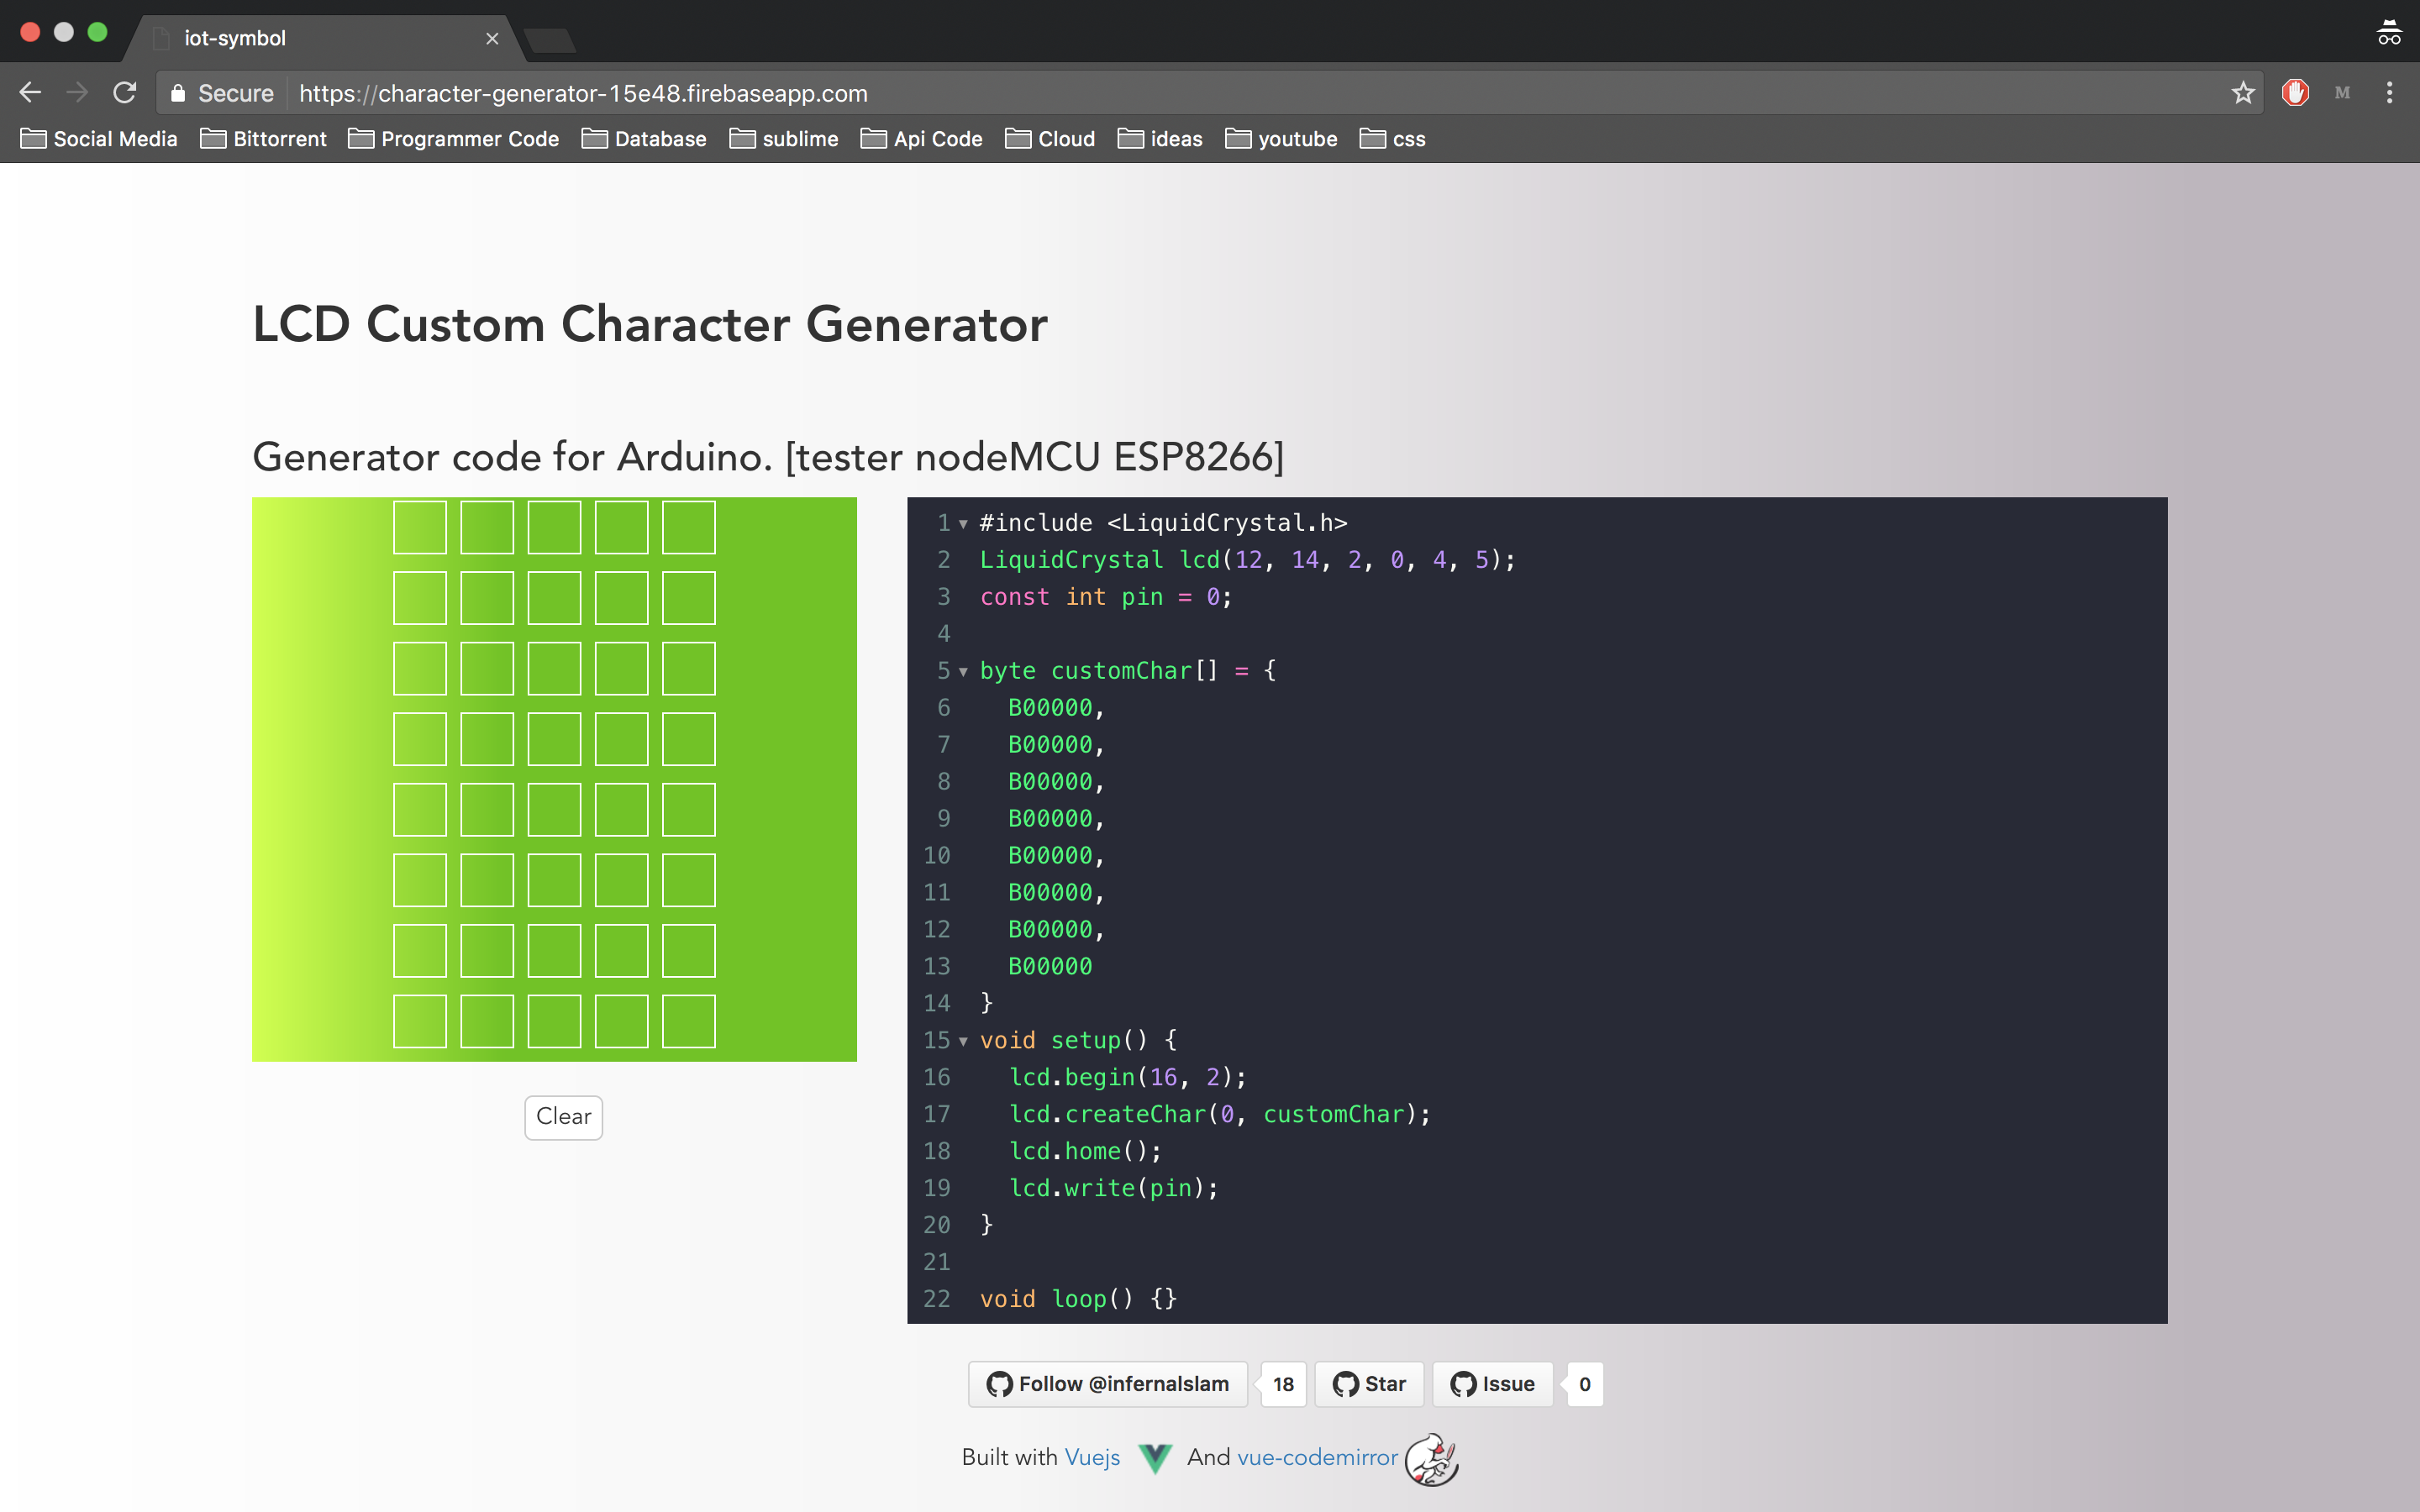 iot-symbol
Secure https://character-generator-15e48.firebaseapp.com M
Social Media Bittorrent Programmer Code Database sublime Api Code Cloud ideas youtube css
LCD Custom Character Generator
Generator code for Arduino. [tester nodeMCU ESP8266]
1 #include <LiquidCrystal.h>
2 LiquidCrystal lcd(12, 14, 2, 0, 4, 5);
3 const int pin = 0;
4
5 byte customChar[] = {
6 B00000,
7 B00000,
8 B00000,
9 B00000,
10 B00000,
11 B00000,
12 B00000,
13 B00000
14 }
15 void setup() {
16 lcd.begin(16, 2);
17 lcd.createChar(0, customChar);
18 lcd.home();
19 lcd.write(pin);
20 }
21
22 void loop() {}
Clear
Follow @infernalslam 18 Star Issue 0
Built with Vuejs And vue-codemirror